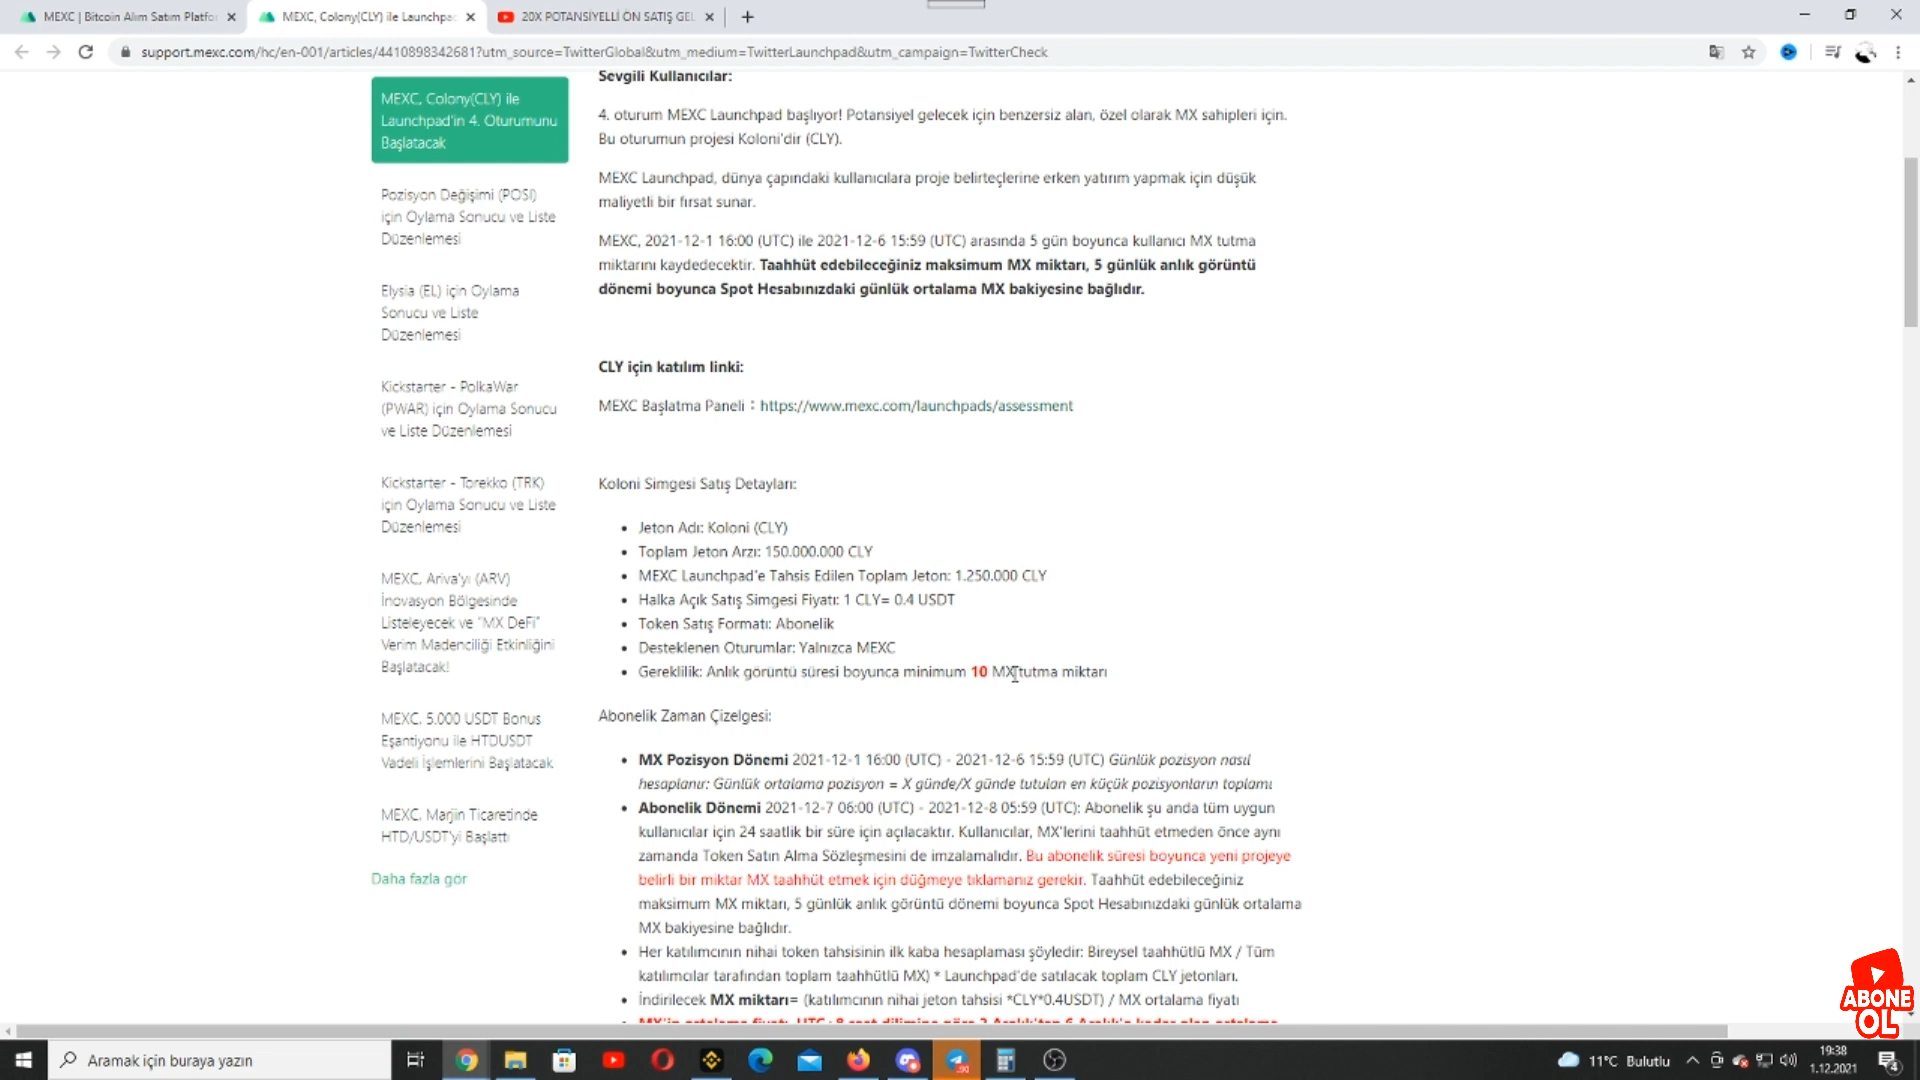 MEXC | Bitcoin Alım Satım Platfo
MEXC, Colony(CLY) ile Launchpa
20X POTANSİYELLİ ÖN SATIŞ GEL
support.mexc.com/hc/en-001/articles/4410898342681?utm_source=TwitterGlobal&utm_medium=TwitterLaunchpad&utm_campaign=TwitterCheck
MEXC, Colony(CLY) ile
Launchpad'in 4. Oturumunu
Başlatacak
Pozisyon Değişimi (POSI)
için Oylama Sonucu ve Liste
Düzenlemesi
Elysia (EL) için Oylama
Sonucu ve Liste
Düzenlemesi
Kickstarter - PolkaWar
(PWAR) için Oylama Sonucu
ve Liste Düzenlemesi
Kickstarter - Torekko (TRK)
için Oylama Sonucu ve Liste
Düzenlemesi
MEXC, Ariva'yı (ARV)
İnovasyon Bölgesinde
Listeleyecek ve "MX DeFi"
Verim Madenciliği Etkinliğini
Başlatacak!
MEXC, 5.000 USDT Bonus
Eşantiyonu ile HTDUSDT
Vadeli İşlemlerini Başlatacak
MEXC, Marjin Ticaretinde
HTD/USDT'yi Başlattı
Daha fazla gör
Sevgili Kullanıcılar:
4. oturum MEXC Launchpad başlıyor! Potansiyel gelecek için benzersiz alan, özel olarak MX sahipleri için.
Bu oturumun projesi Koloni'dir (CLY).
MEXC Launchpad, dünya çapındaki kullanıcılara proje belirteçlerine erken yatırım yapmak için düşük
maliyetli bir fırsat sunar.
MEXC, 2021-12-1 16:00 (UTC) ile 2021-12-6 15:59 (UTC) arasında 5 gün boyunca kullanıcı MX tutma
miktarını kaydedecektir. Taahhüt edebileceğiniz maksimum MX miktarı, 5 günlük anlık görüntü
dönemi boyunca Spot Hesabınızdaki günlük ortalama MX bakiyesine bağlıdır.
CLY için katılım linki:
MEXC Başlatma Paneli : https://www.mexc.com/launchpads/assessment
Koloni Simgesi Satış Detayları:
• Jeton Adı: Koloni (CLY)
• Toplam Jeton Arzı: 150.000.000 CLY
• MEXC Launchpad'e Tahsis Edilen Toplam Jeton: 1.250.000 CLY
• Halka Açık Satış Simgesi Fiyatı: 1 CLY= 0.4 USDT
• Token Satış Formatı: Abonelik
• Desteklenen Oturumlar: Yalnızca MEXC
• Gereklilik: Anlık görüntü süresi boyunca minimum 10 MX tutma miktarı
Abonelik Zaman Çizelgesi:
• MX Pozisyon Dönemi 2021-12-1 16:00 (UTC) - 2021-12-6 15:59 (UTC) Günlük pozisyon nasıl
hesaplanır: Günlük ortalama pozisyon = X günde/X günde tutulan en küçük pozisyonların toplamı
• Abonelik Dönemi 2021-12-7 06:00 (UTC) - 2021-12-8 05:59 (UTC): Abonelik şu anda tüm uygun
kullanıcılar için 24 saatlik bir süre için açılacaktır. Kullanıcılar, MX'lerini taahhüt etmeden önce aynı
zamanda Token Satın Alma Sözleşmesini de imzalamalıdır. Bu abonelik süresi boyunca yeni projeye
belirli bir miktar MX taahhüt etmek için düğmeye tıklamanız gerekir. Taahhüt edebileceğiniz
maksimum MX miktarı, 5 günlük anlık görüntü dönemi boyunca Spot Hesabınızdaki günlük ortalama
MX bakiyesine bağlıdır.
• Her katılımcının nihai token tahsisinin ilk kaba hesaplaması şöyledir: Bireysel taahhütlü MX / Tüm
katılımcılar tarafından toplam taahhütlü MX) * Launchpad'de satılacak toplam CLY jetonları.
• İndirilecek MX miktarı= (katılımcının nihai jeton tahsisi *CLY*0.4USDT) / MX ortalama fiyatı
ABONE
OL
Aramak için buraya yazın
11°C Bulutlu
19:38
1.12.2021
4